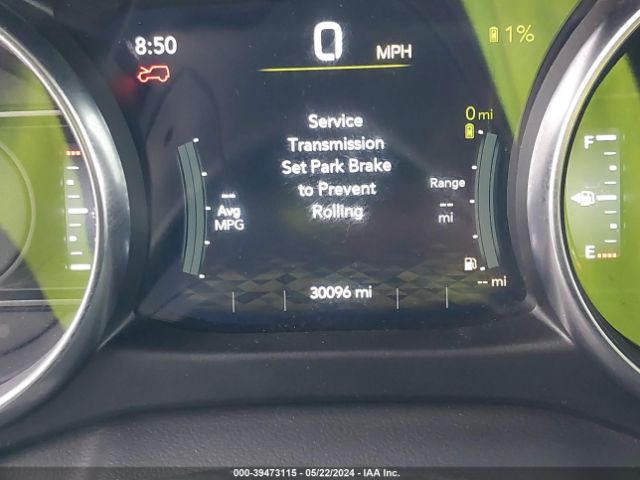 8:50
0 MPH
1%
0 mi
Service
Transmission
Set Park Brake
to Prevent
Rolling
--
Avg
MPG
Range
--
mi
-- mi
30096 mi
F
E
000-39473115 - 05/22/2024 - IAA Inc.